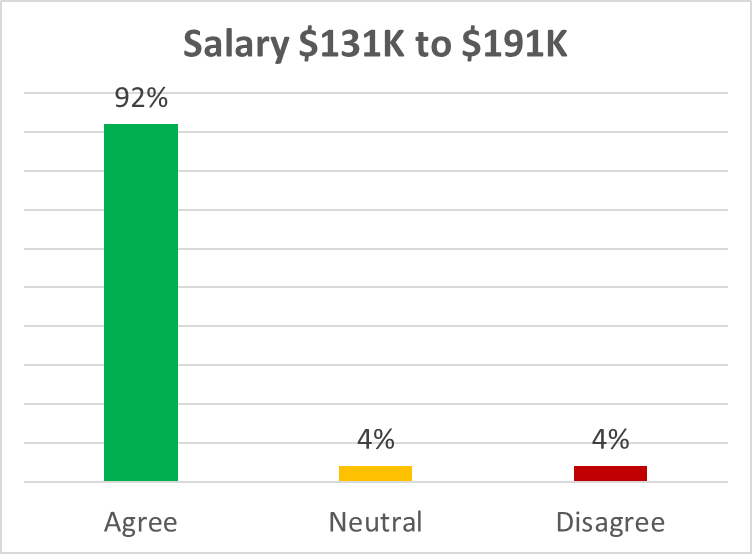 Salary $131K to $191K
92%
4%
4%
Agree
Neutral
Disagree